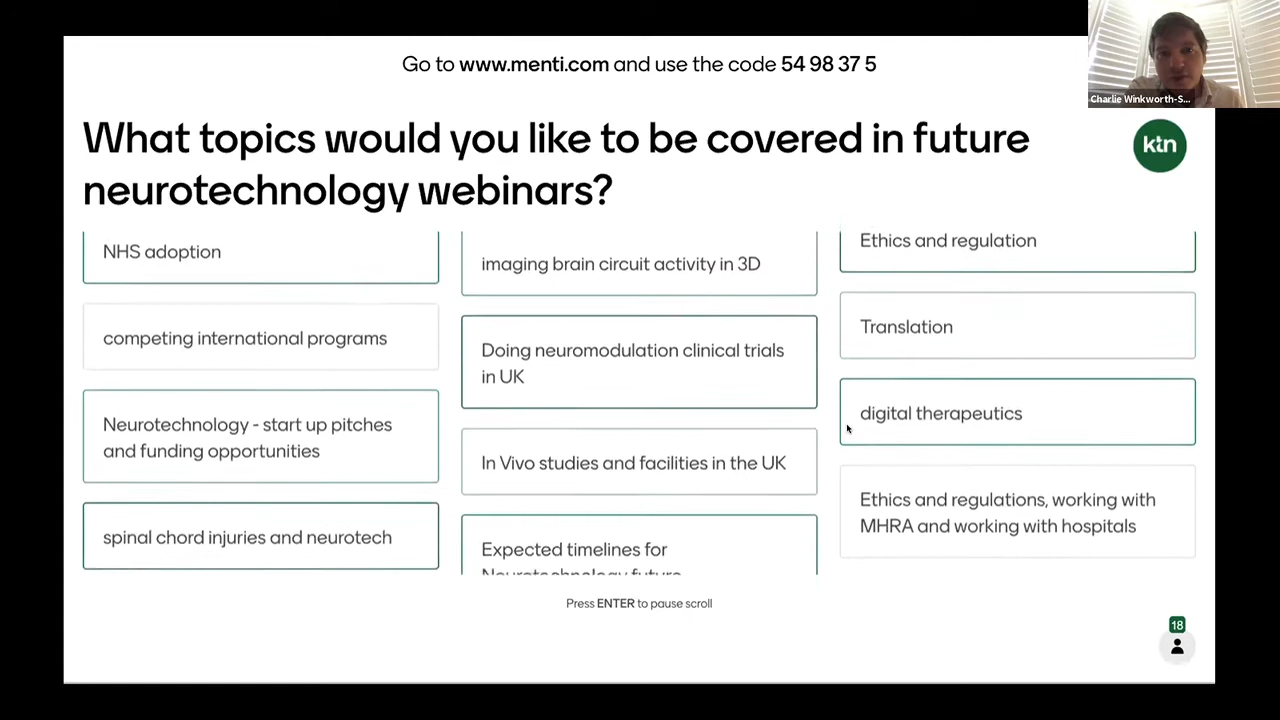 Go to www.menti.com and use the code 54 98 37 5
Charlie Winkworth-S...
What topics would you like to be covered in future
neurotechnology webinars?
ktn
NHS adoption
competing international programs
Neurotechnology - start up pitches
and funding opportunities
spinal chord injuries and neurotech
imaging brain circuit activity in 3D
Doing neuromodulation clinical trials
in UK
In Vivo studies and facilities in the UK
Expected timelines for
Neurotechnology future
Ethics and regulation
Translation
digital therapeutics
Ethics and regulations, working with
MHRA and working with hospitals
Press ENTER to pause scroll
18